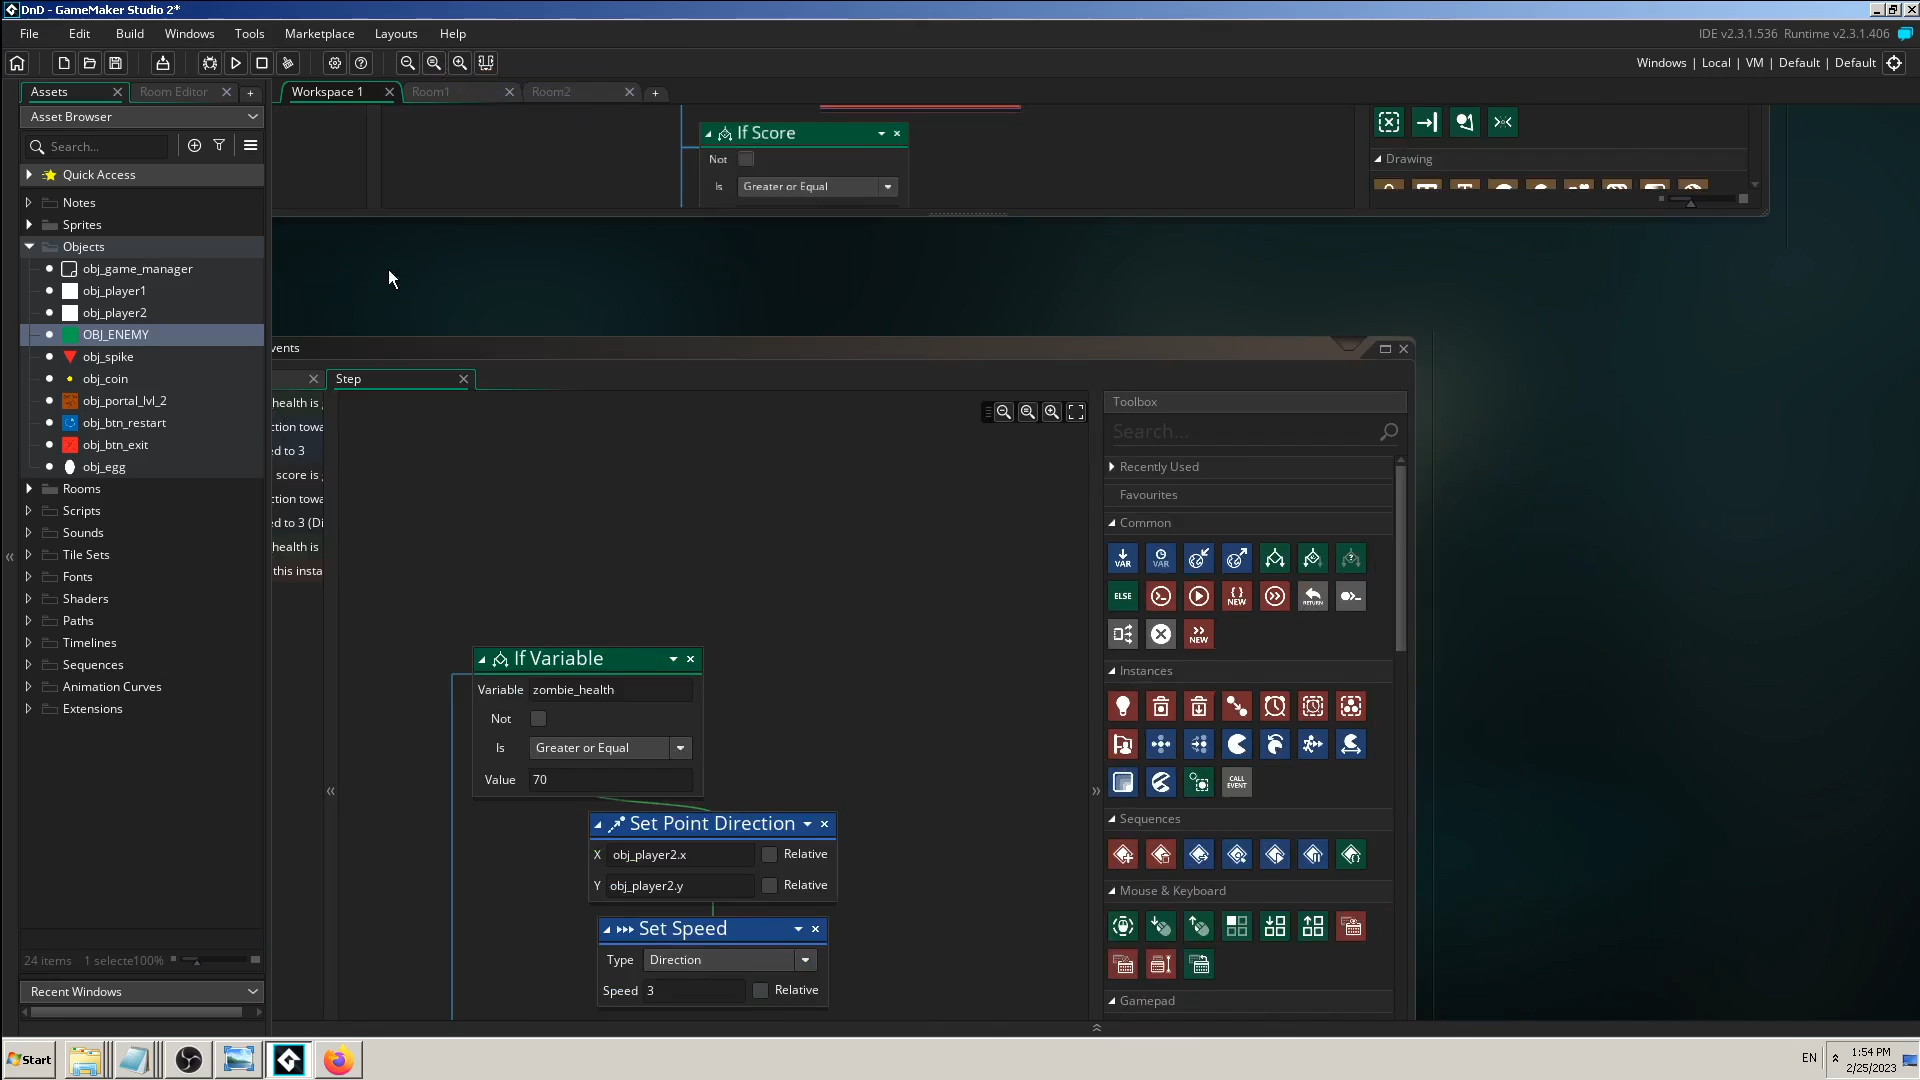 DnD - GameMaker Studio 2*
File Edit Build Windows Tools Marketplace Layouts Help
IDE v2.3.1.536 Runtime v2.3.1.406
Windows | Local | VM | Default | Default
Assets Room Editor
Workspace 1 Room1 Room2
Asset Browser
Search...
Quick Access
Notes
Sprites
Objects
obj_game_manager
obj_player1
obj_player2
OBJ_ENEMY
obj_spike
obj_coin
obj_portal_lvl_2
obj_btn_restart
obj_btn_exit
obj_egg
Rooms
Scripts
Sounds
Tile Sets
Fonts
Shaders
Paths
Timelines
Sequences
Animation Curves
Extensions
24 items 1 selecte100%
Recent Windows
If Score
Not
Is Greater or Equal
Drawing
ents
Step
health is
ction towa
ed to 3
score is
ction towa
ed to 3 (Di
health is
this insta
If Variable
Variable zombie_health
Not
Is Greater or Equal
Value 70
Set Point Direction
X obj_player2.x Relative
Y obj_player2.y Relative
Set Speed
Type Direction
Speed 3 Relative
Toolbox
Search...
Recently Used
Favourites
Common
VAR VAR
ELSE NEW RETURN
NEW
Instances
CALL EVENT
Sequences
Mouse & Keyboard
Gamepad
Start
EN
1:54 PM
2/25/2023